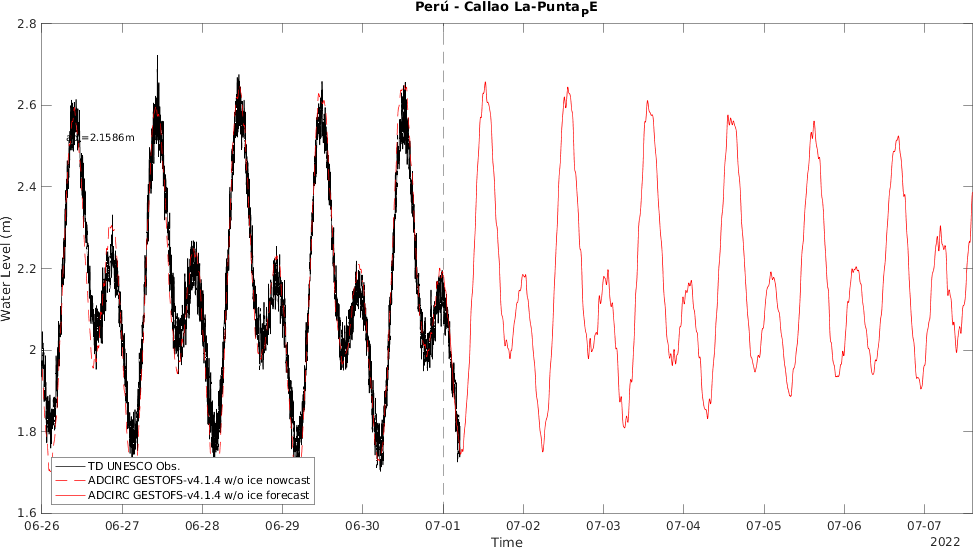 Perú - Callao La-Punta_PE
2.8
2.6
=2.1586m
2.4
2.2
2
1.8
1.6
Water Level (m)
TD UNESCO Obs.
ADCIRC GESTOFS-v4.1.4 w/o ice nowcast
ADCIRC GESTOFS-v4.1.4 w/o ice forecast
06-26 06-27 06-28 06-29 06-30 07-01 07-02 07-03 07-04 07-05 07-06 07-07
Time
2022